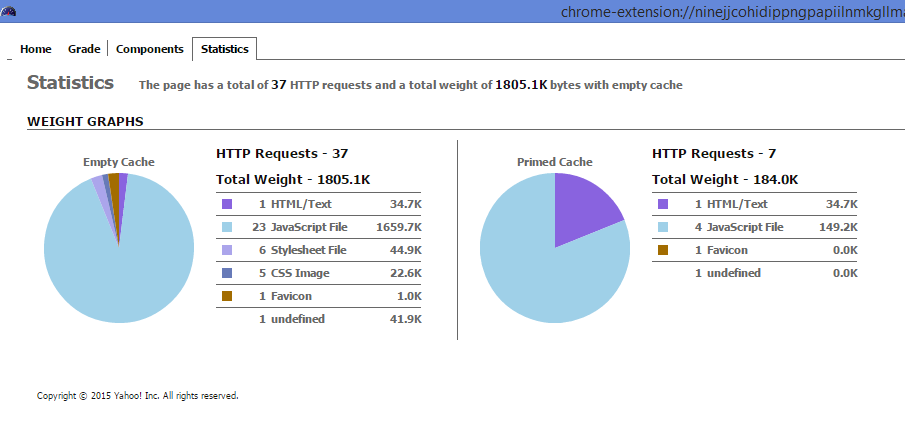 chrome-extension://ninejjcohidippngpapiilnmkgllma
Home Grade Components Statistics
Statistics The page has a total of 37 HTTP requests and a total weight of 1805.1K bytes with empty cache
WEIGHT GRAPHS
Empty Cache
HTTP Requests - 37
Total Weight - 1805.1K
1 HTML/Text 34.7K
23 JavaScript File 1659.7K
6 Stylesheet File 44.9K
5 CSS Image 22.6K
1 Favicon 1.0K
1 undefined 41.9K
Primed Cache
HTTP Requests - 7
Total Weight - 184.0K
1 HTML/Text 34.7K
4 JavaScript File 149.2K
1 Favicon 0.0K
1 undefined 0.0K
Copyright © 2015 Yahoo! Inc. All rights reserved.